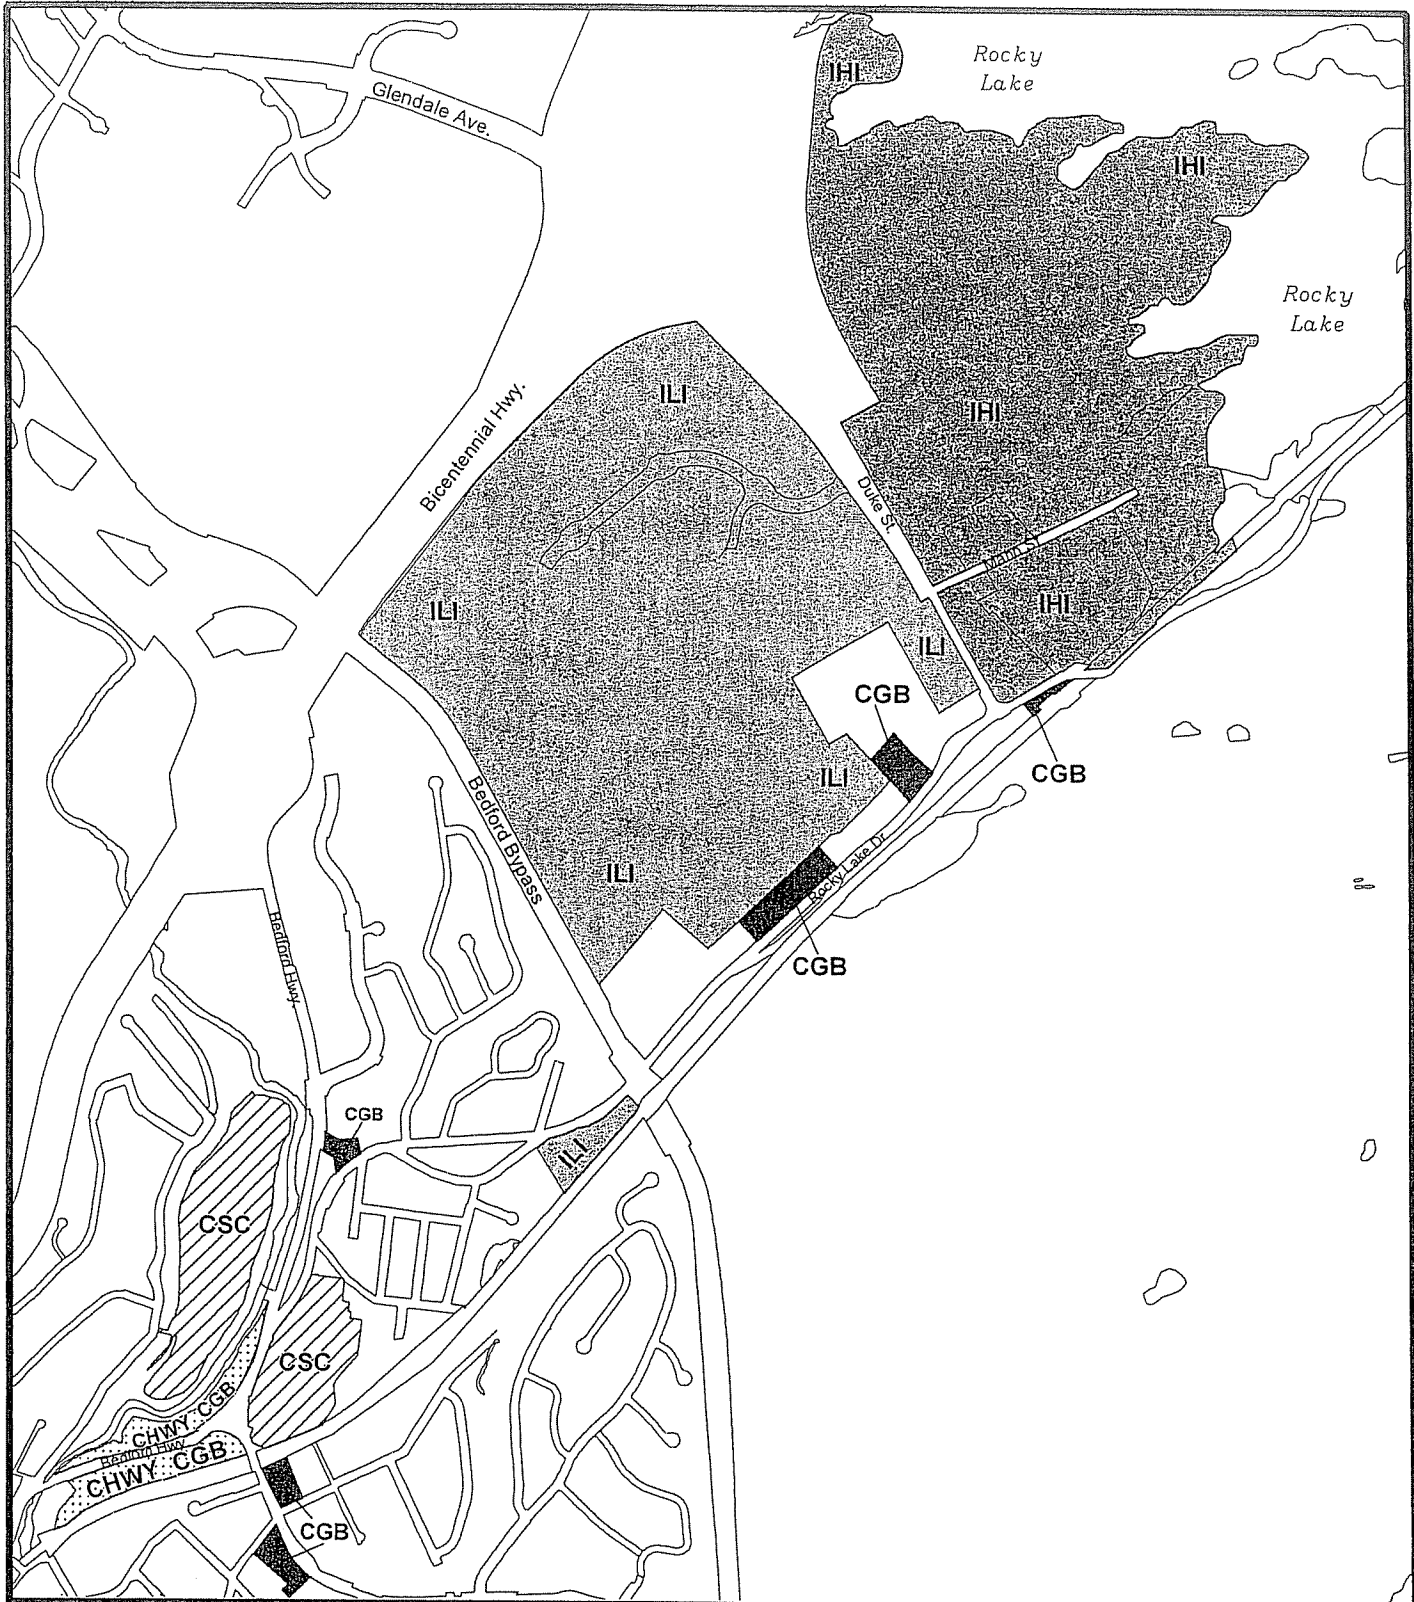 Rocky
Lake
IHI
Glendale Ave.
IHI
Rocky
Lake
ILI
IHI
Bicentennial Hwy.
Duke St.
Mann St.
ILI
IHI
ILI
CGB
CGB
ILI
Bedford Bypass
Rocky Lake Dr.
ILI
CGB
Bedford Hwy.
CGB
ILI
CSC
CSC
CHWY CGB
Bedford Hwy.
CHWY CGB
CGB